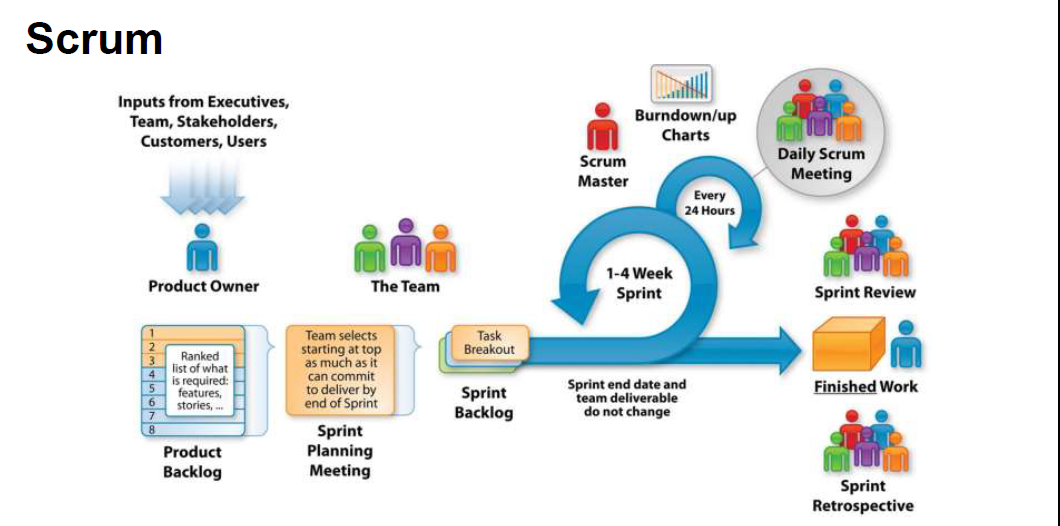 Scrum
Inputs from Executives,
Team, Stakeholders,
Customers, Users
Product Owner
The Team
Scrum
Master
Burndown/up
Charts
Daily Scrum
Meeting
Every
24 Hours
1-4 Week
Sprint
Sprint Review
1
2
3
4
5
6
7
8
Ranked
list of what
is required:
features,
stories, ...
Product
Backlog
Team selects
starting at top
as much as it
can commit
to deliver by
end of Sprint
Sprint
Planning
Meeting
Task
Breakout
Sprint
Backlog
Sprint end date and
team deliverable
do not change
Finished Work
Sprint
Retrospective